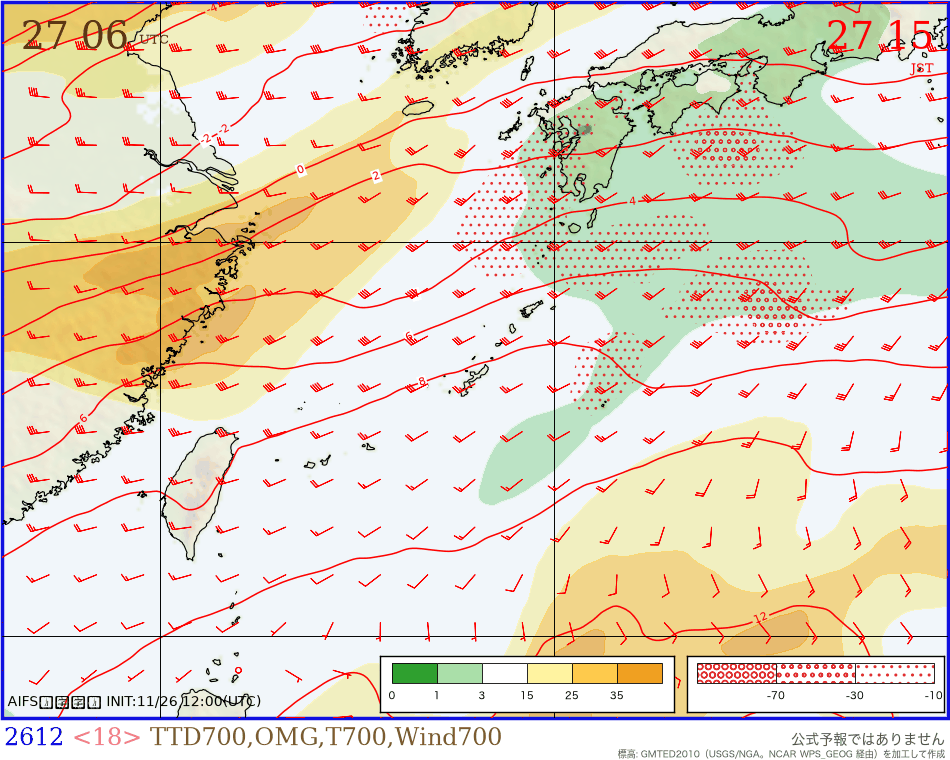 27 06 UTC
27 15 JST
-4
-2
-2
0
2
4
6
8
6
12
0 1 3 15 25 35
-70 -30 -10
AIFS INIT:11/26 12:00(UTC)
2612 <18> TTD700,OMG,T700,Wind700
公式予報ではありません
標高: GMTED2010（USGS/NGA。NCAR WPS_GEOG 経由）を加工して作成